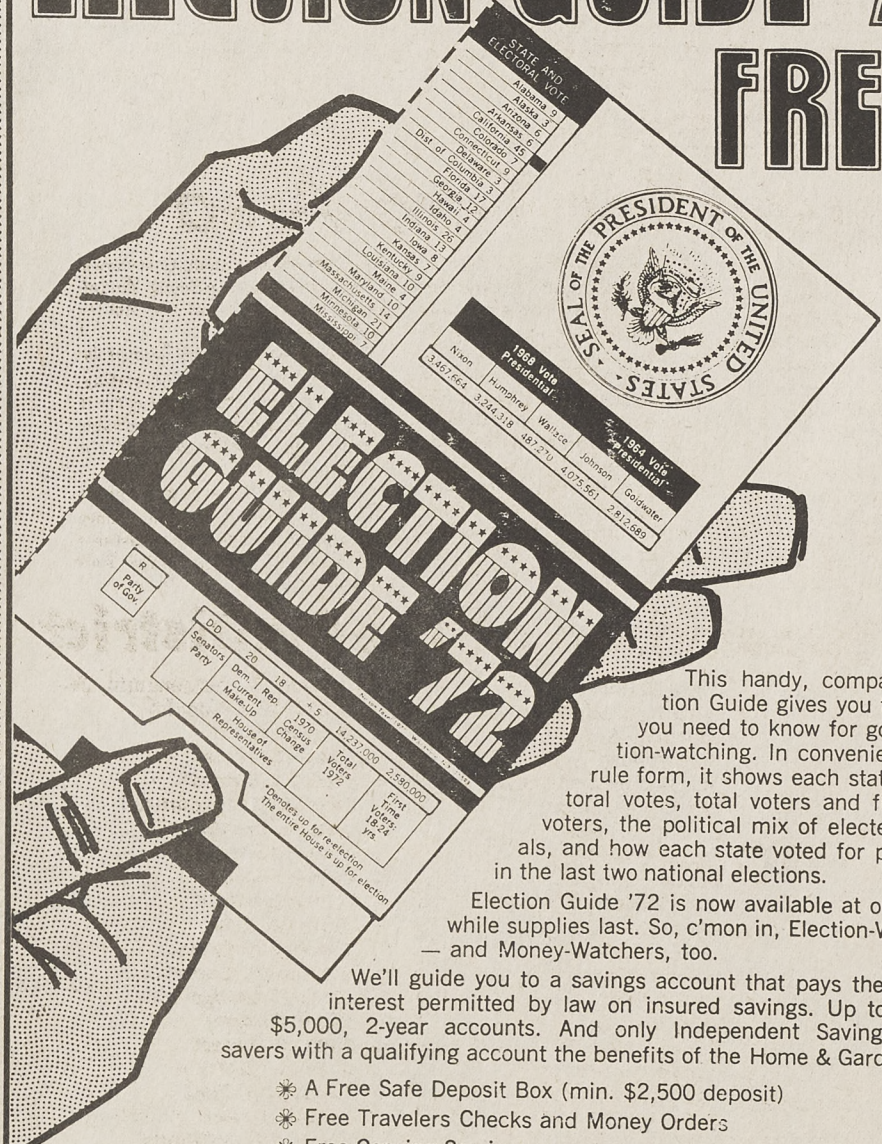 ELECTION GUIDE
FRE
STATE AND
ELECTORAL VOTE
Alabama 9
Alaska 3
Arizona 6
Arkansas 6
California 45
Colorado 7
Connecticut 9
Delaware 3
Dist. of Columbia 3
Florida 17
Georgia 12
Hawaii 4
Idaho 4
Illinois 26
Indiana 13
Iowa 8
Kansas 7
Kentucky 9
Louisiana 10
Maine 4
Maryland 10
Massachusetts 14
Michigan 21
Minnesota 10
Mississippi 7
SEAL OF THE PRESIDENT OF THE UNITED STATES
1968 Vote
Presidential
1964 Vote
Presidential
Nixon Humphrey Wallace Johnson Goldwater
3,467,664 3,244,318 487,270 4,075,561 2,812,689
ELECTION
GUIDE '72
R
Party
of Gov.
D-D 20 18 + 5 14,237,000 2,580,000
Senators
Party
Dem. Rep.
Current
Make-Up
House of
Representatives
1970
Census
Change
Total
Voters
1972
First
Time
Voters:
18-24
yrs.
*Denotes up for re-election
The entire House is up for election
This handy, compa
tion Guide gives you
you need to know for go
tion-watching. In convenie
rule form, it shows each stat
toral votes, total voters and f
voters, the political mix of electe
als, and how each state voted for p
in the last two national elections.
Election Guide '72 is now available at o
while supplies last. So, c'mon in, Election-W
— and Money-Watchers, too.
We'll guide you to a savings account that pays the
interest permitted by law on insured savings. Up to
$5,000, 2-year accounts. And only Independent Saving
savers with a qualifying account the benefits of the Home & Gard
A Free Safe Deposit Box (min. $2,500 deposit)
Free Travelers Checks and Money Orders